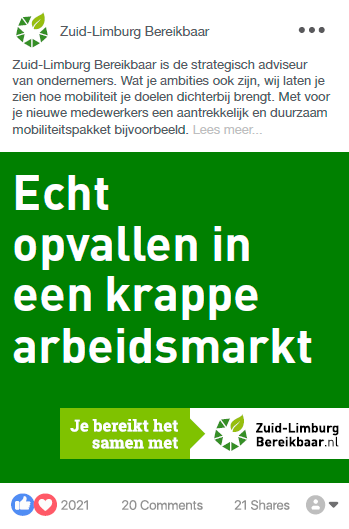 Zuid-Limburg Bereikbaar
Zuid-Limburg Bereikbaar is de strategisch adviseur
van ondernemers. Wat je ambities ook zijn, wij laten je
zien hoe mobiliteit je doelen dichterbij brengt. Met voor
je nieuwe medewerkers een aantrekkelijk en duurzaam
mobiliteitspakket bijvoorbeeld. Lees meer...
Echt
opvallen in
een krappe
arbeidsmarkt
Je bereikt het
samen met
Zuid-Limburg
Bereikbaar.nl
2021 20 Comments 21 Shares